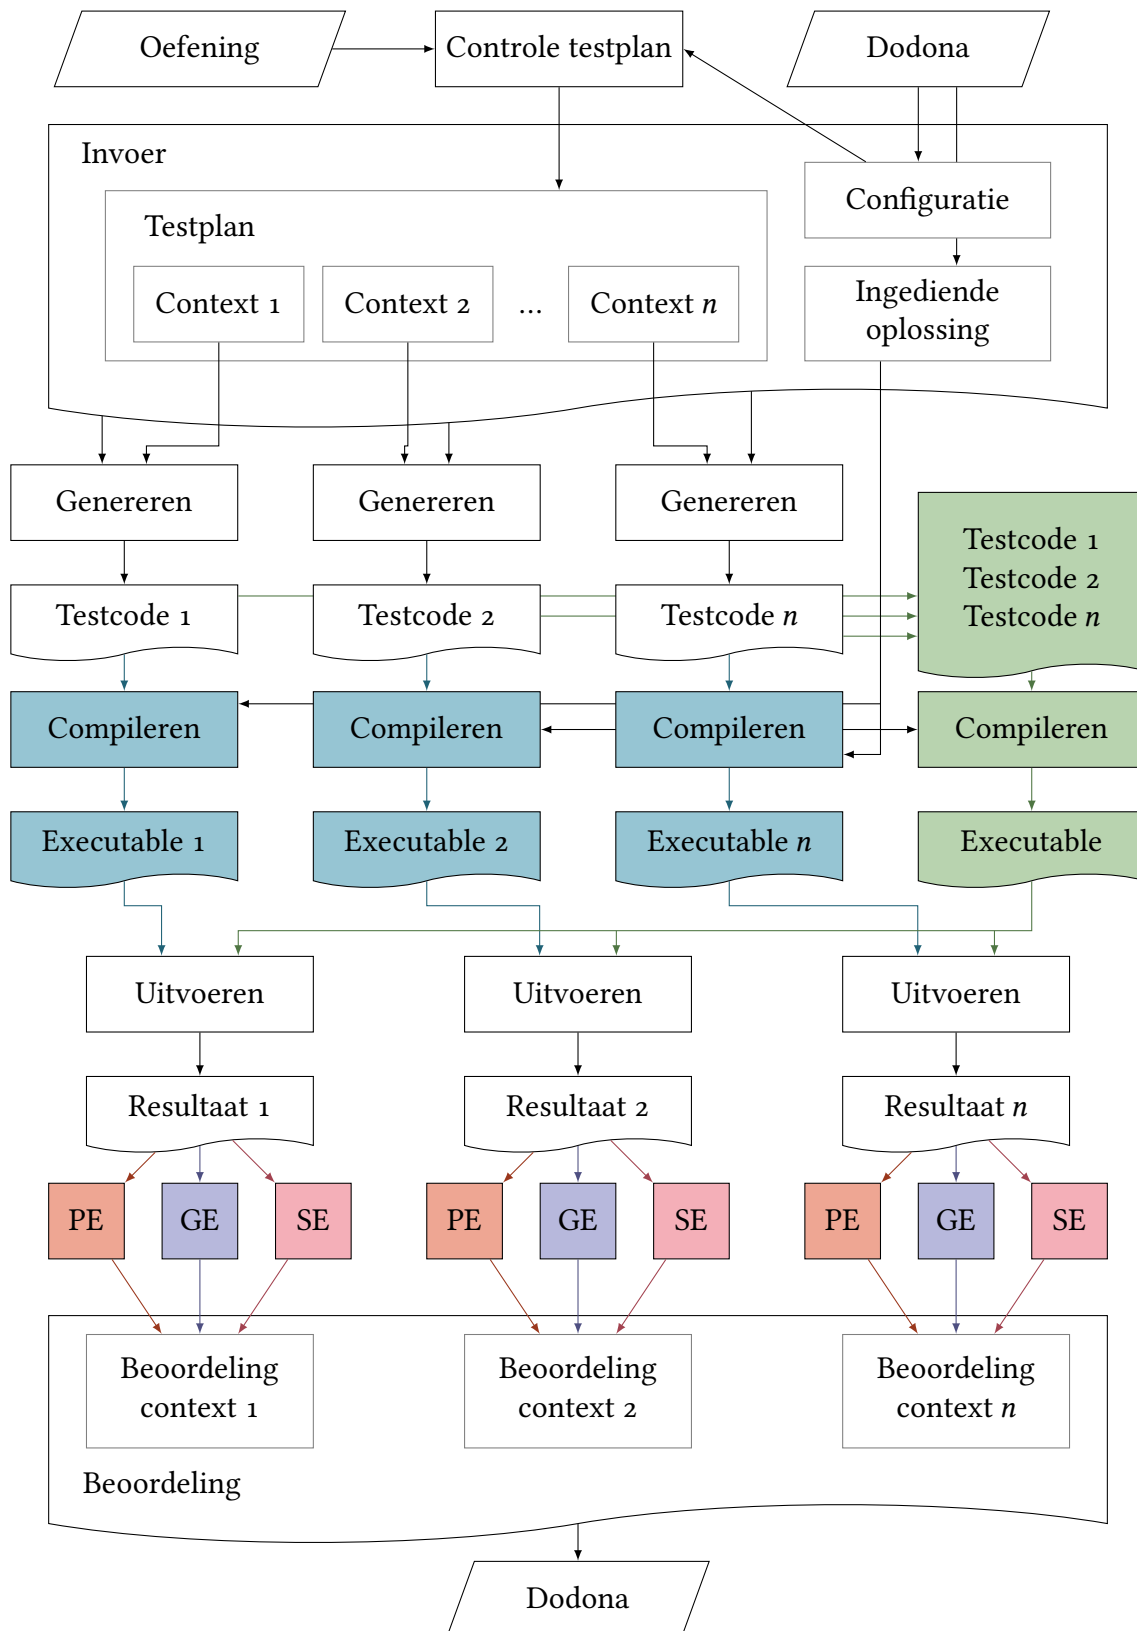 Oefening
Controle testplan
Dodona
Invoer
Configuratie
Testplan
Context 1
Context 2
...
Context n
Ingediende
oplossing
Genereren
Genereren
Genereren
Testcode 1
Testcode 2
Testcode n
Testcode 1
Testcode 2
Testcode n
Compileren
Compileren
Compileren
Compileren
Executable 1
Executable 2
Executable n
Executable
Uitvoeren
Uitvoeren
Uitvoeren
Resultaat 1
Resultaat 2
Resultaat n
PE
GE
SE
PE
GE
SE
PE
GE
SE
Beoordeling
context 1
Beoordeling
context 2
Beoordeling
context n
Beoordeling
Dodona